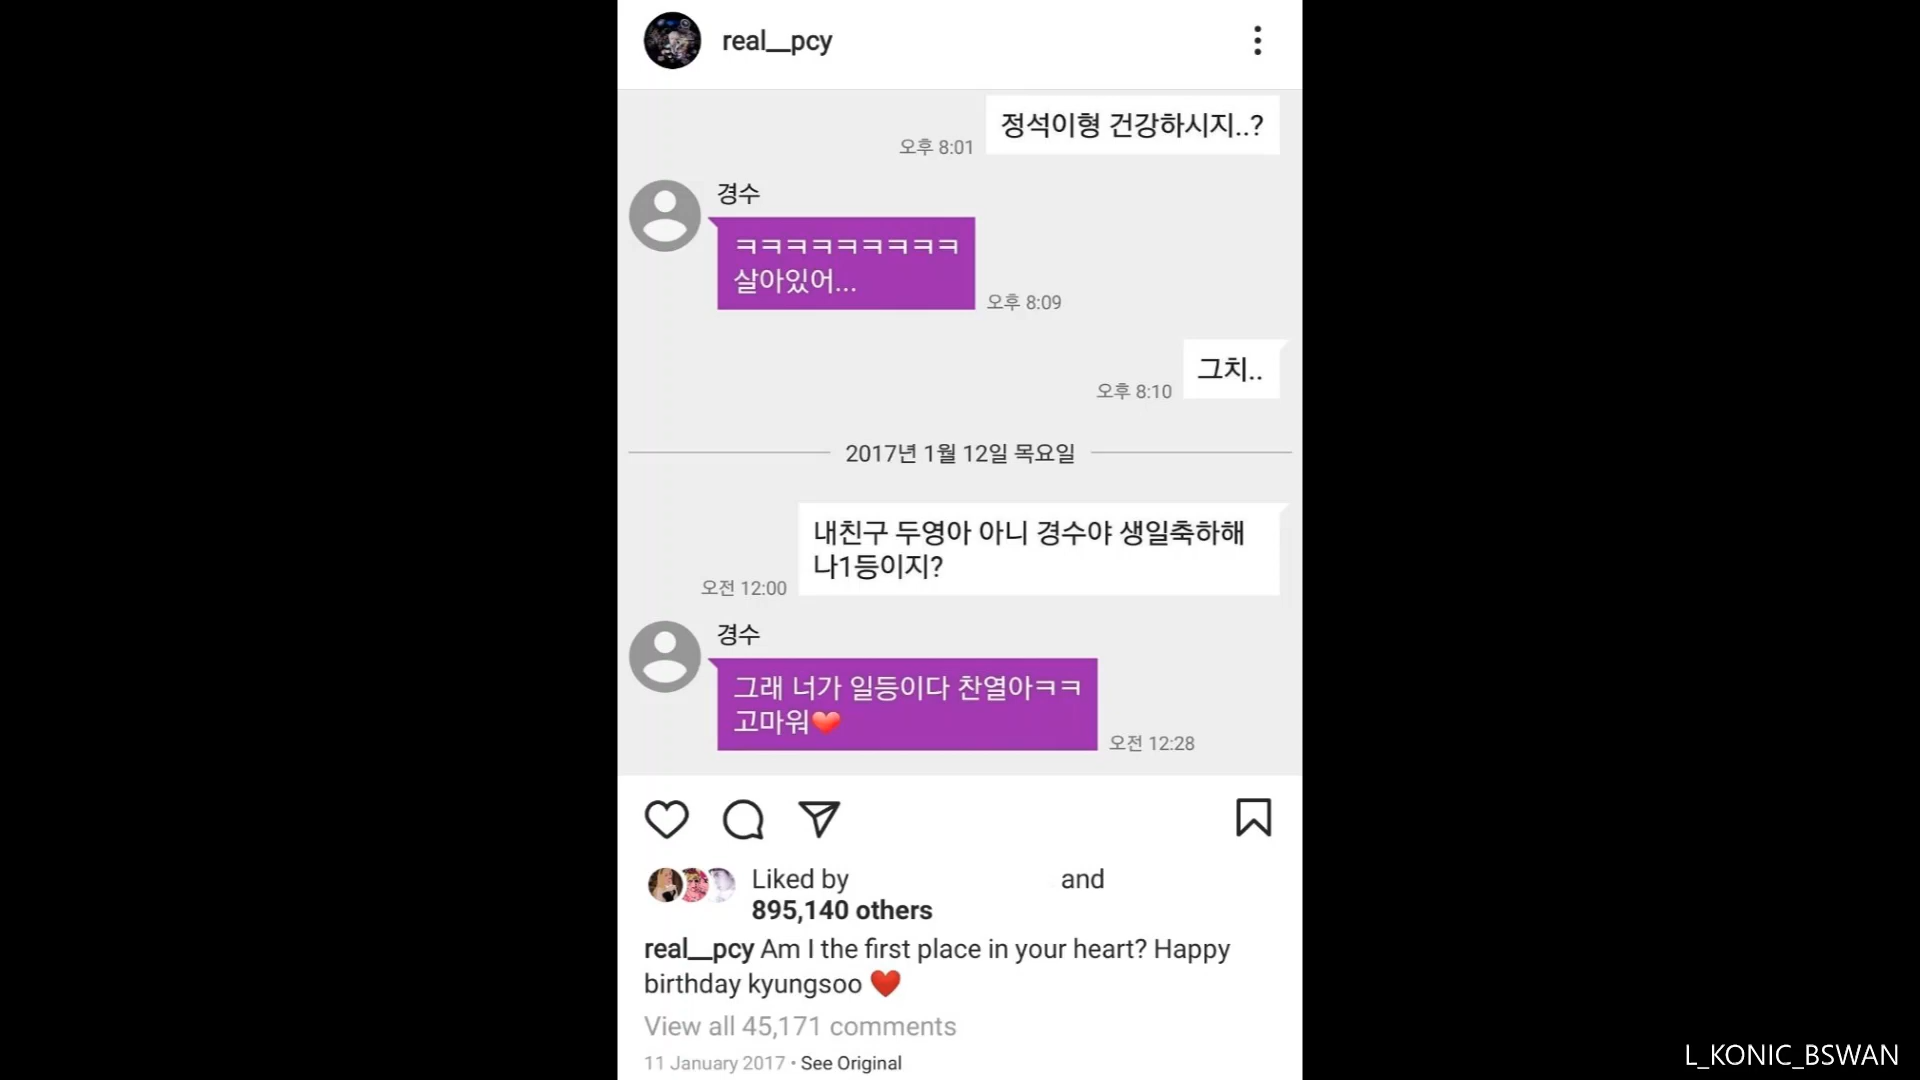 real__pcy
정석이형 건강하시지..?
오후 8:01
경수
ㅋㅋㅋㅋㅋㅋㅋㅋㅋ
살아있어...
오후 8:09
그치..
오후 8:10
2017년 1월 12일 목요일
내친구 두영아 아니 경수야 생일축하해
나1등이지?
오전 12:00
경수
그래 너가 일등이다 찬열아ㅋㅋ
고마워❤
오전 12:28
Liked by and
895,140 others
real__pcy Am I the first place in your heart? Happy
birthday kyungsoo ❤
View all 45,171 comments
11 January 2017 • See Original
L_KONIC_BSWAN